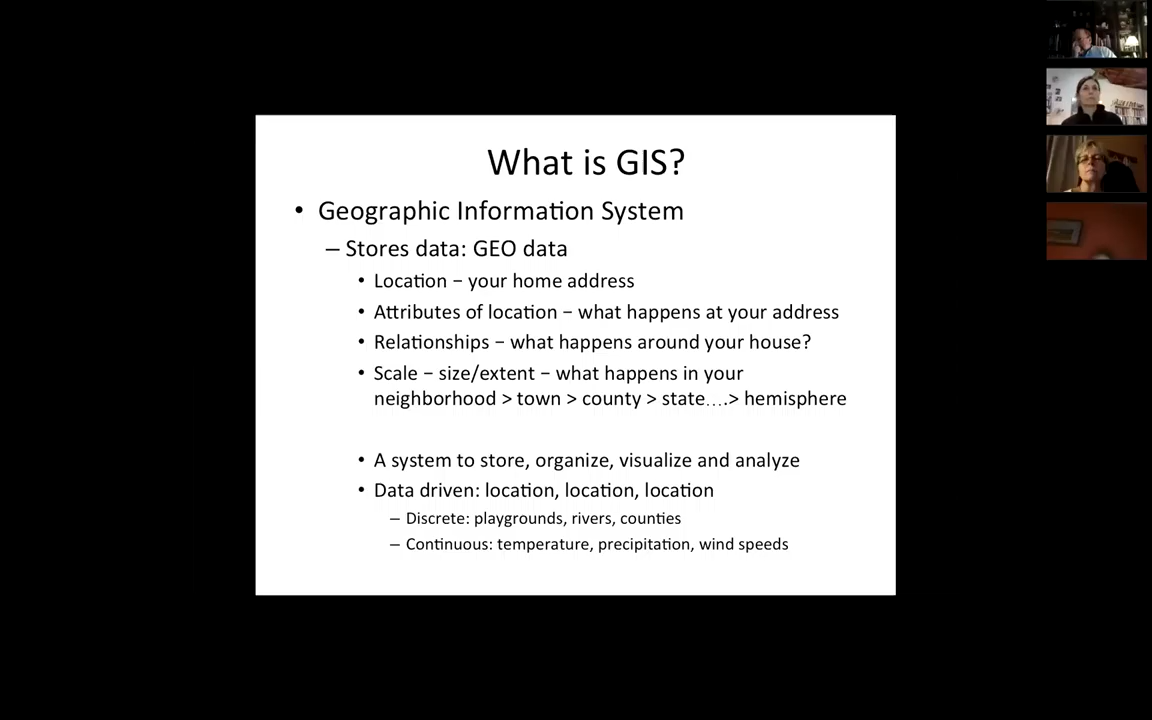 What is GIS?
• Geographic Information System
– Stores data: GEO data
• Location – your home address
• Attributes of location – what happens at your address
• Relationships – what happens around your house?
• Scale – size/extent – what happens in your
neighborhood > town > county > state….> hemisphere
• A system to store, organize, visualize and analyze
• Data driven: location, location, location
– Discrete: playgrounds, rivers, counties
– Continuous: temperature, precipitation, wind speeds